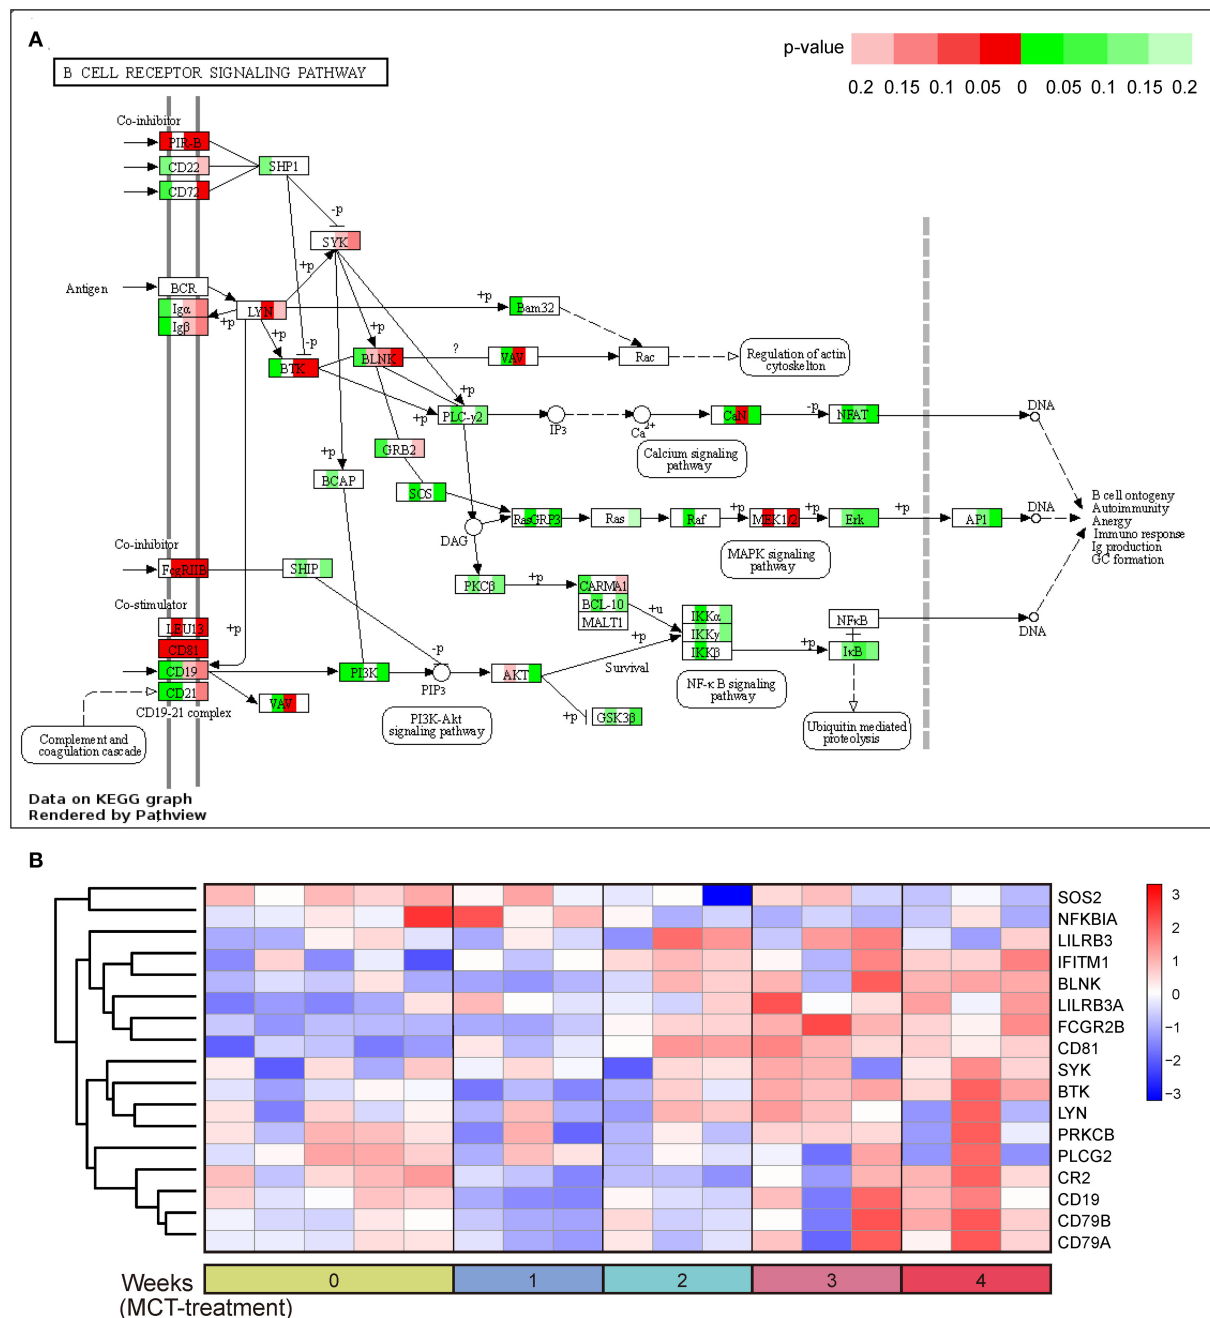 A
p-value
0.2 0.15 0.1 0.05 0 0.05 0.1 0.15 0.2
B CELL RECEPTOR SIGNALING PATHWAY
Co-inhibitor
PIR-B
CD22
CD72
SHP1
-p
SYK
+p
Antigen
BCR
Igα
Igβ
+p
LYN
+p
-p
BTK
+p
BLNK
?
+p
Bam32
VAV
Rac
Regulation of actin
cytoskelton
+p
+p
PLC-γ2
IP3
Ca2+
CaN
-p
NFAT
DNA
Calcium signaling
pathway
GRB2
+p
BCAP
SOS
DAG
RasGRP3
Ras
Raf
+p
MEK1/2
+p
Erk
+p
AP1
DNA
B cell ontogeny
Autoimmunity
Anergy
Immuno response
Ig production
GC formation
MAPK signaling
pathway
Co-inhibitor
FcgRIIB
SHIP
PKCβ
+p
CARMA1
BCL-10
MALT1
+u
+p
IKKα
IKKγ
IKKβ
+p
NFκB
IκB
DNA
Co-stimulator
LEU13
CD81
CD19
CD21
+p
CD19-21 complex
VAV
PI3K
-p
PIP3
AKT
Survival
+p
GSK3β
NF-κ B signaling
pathway
PI3K-Akt
signaling pathway
Ubiquitin mediated
proteolysis
Complement and
coagulation cascade
Data on KEGG graph
Rendered by Pathview
B
SOS2
NFKBIA
LILRB3
IFITM1
BLNK
LILRB3A
FCGR2B
CD81
SYK
BTK
LYN
PRKCB
PLCG2
CR2
CD19
CD79B
CD79A
3
2
1
0
−1
−2
−3
Weeks
(MCT-treatment)
0 1 2 3 4